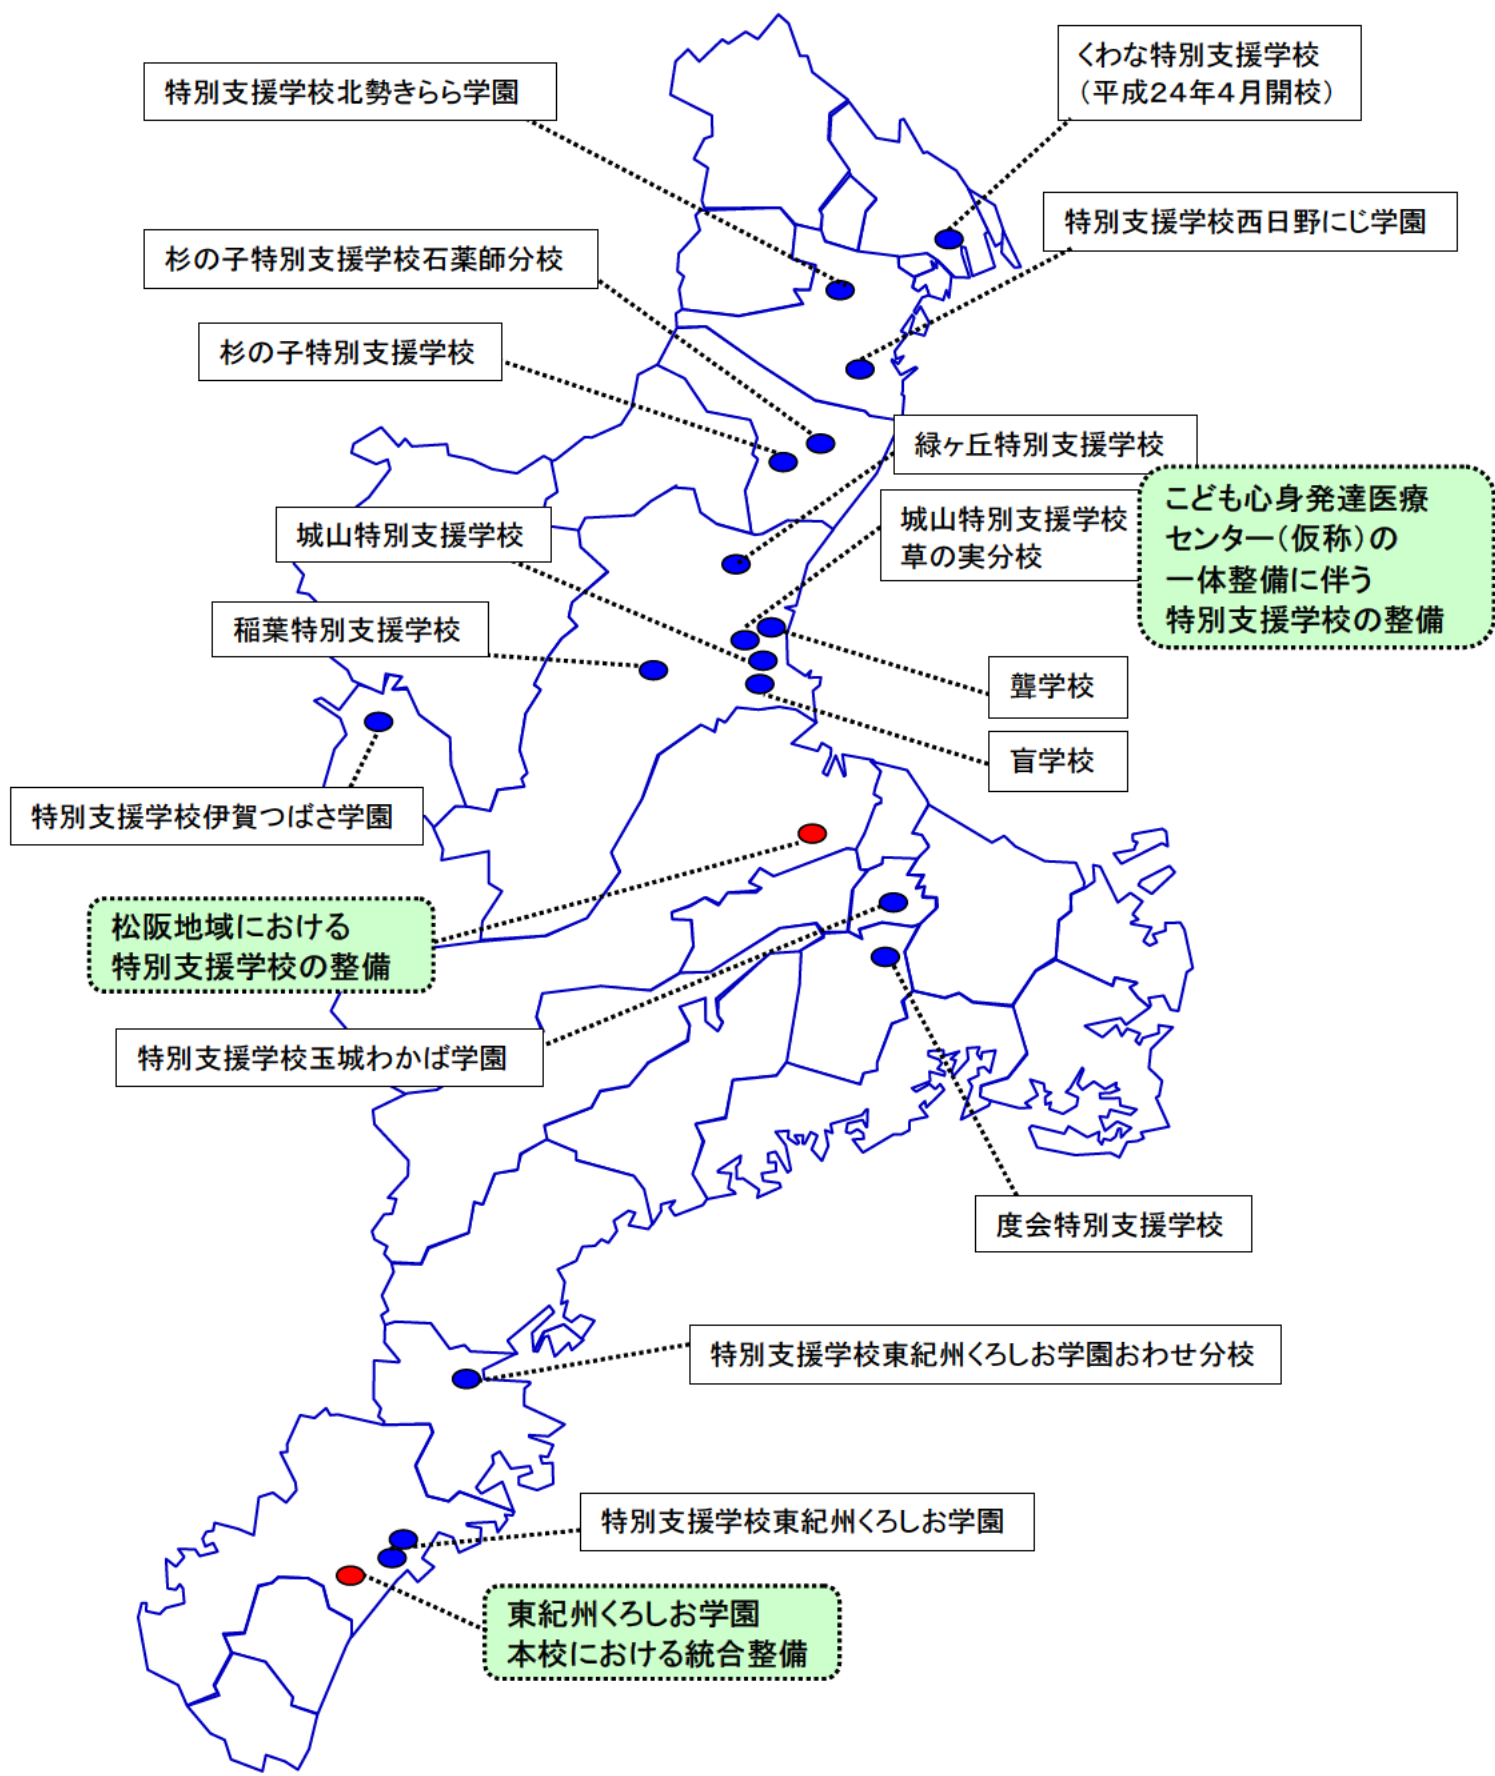 くわな特別支援学校
（平成２４年４月開校）
特別支援学校北勢きらら学園
特別支援学校西日野にじ学園
杉の子特別支援学校石薬師分校
杉の子特別支援学校
緑ヶ丘特別支援学校
城山特別支援学校
草の実分校
こども心身発達医療
センター（仮称）の
一体整備に伴う
特別支援学校の整備
城山特別支援学校
稲葉特別支援学校
聾学校
盲学校
特別支援学校伊賀つばさ学園
松阪地域における
特別支援学校の整備
特別支援学校玉城わかば学園
度会特別支援学校
特別支援学校東紀州くろしお学園おわせ分校
特別支援学校東紀州くろしお学園
東紀州くろしお学園
本校における統合整備